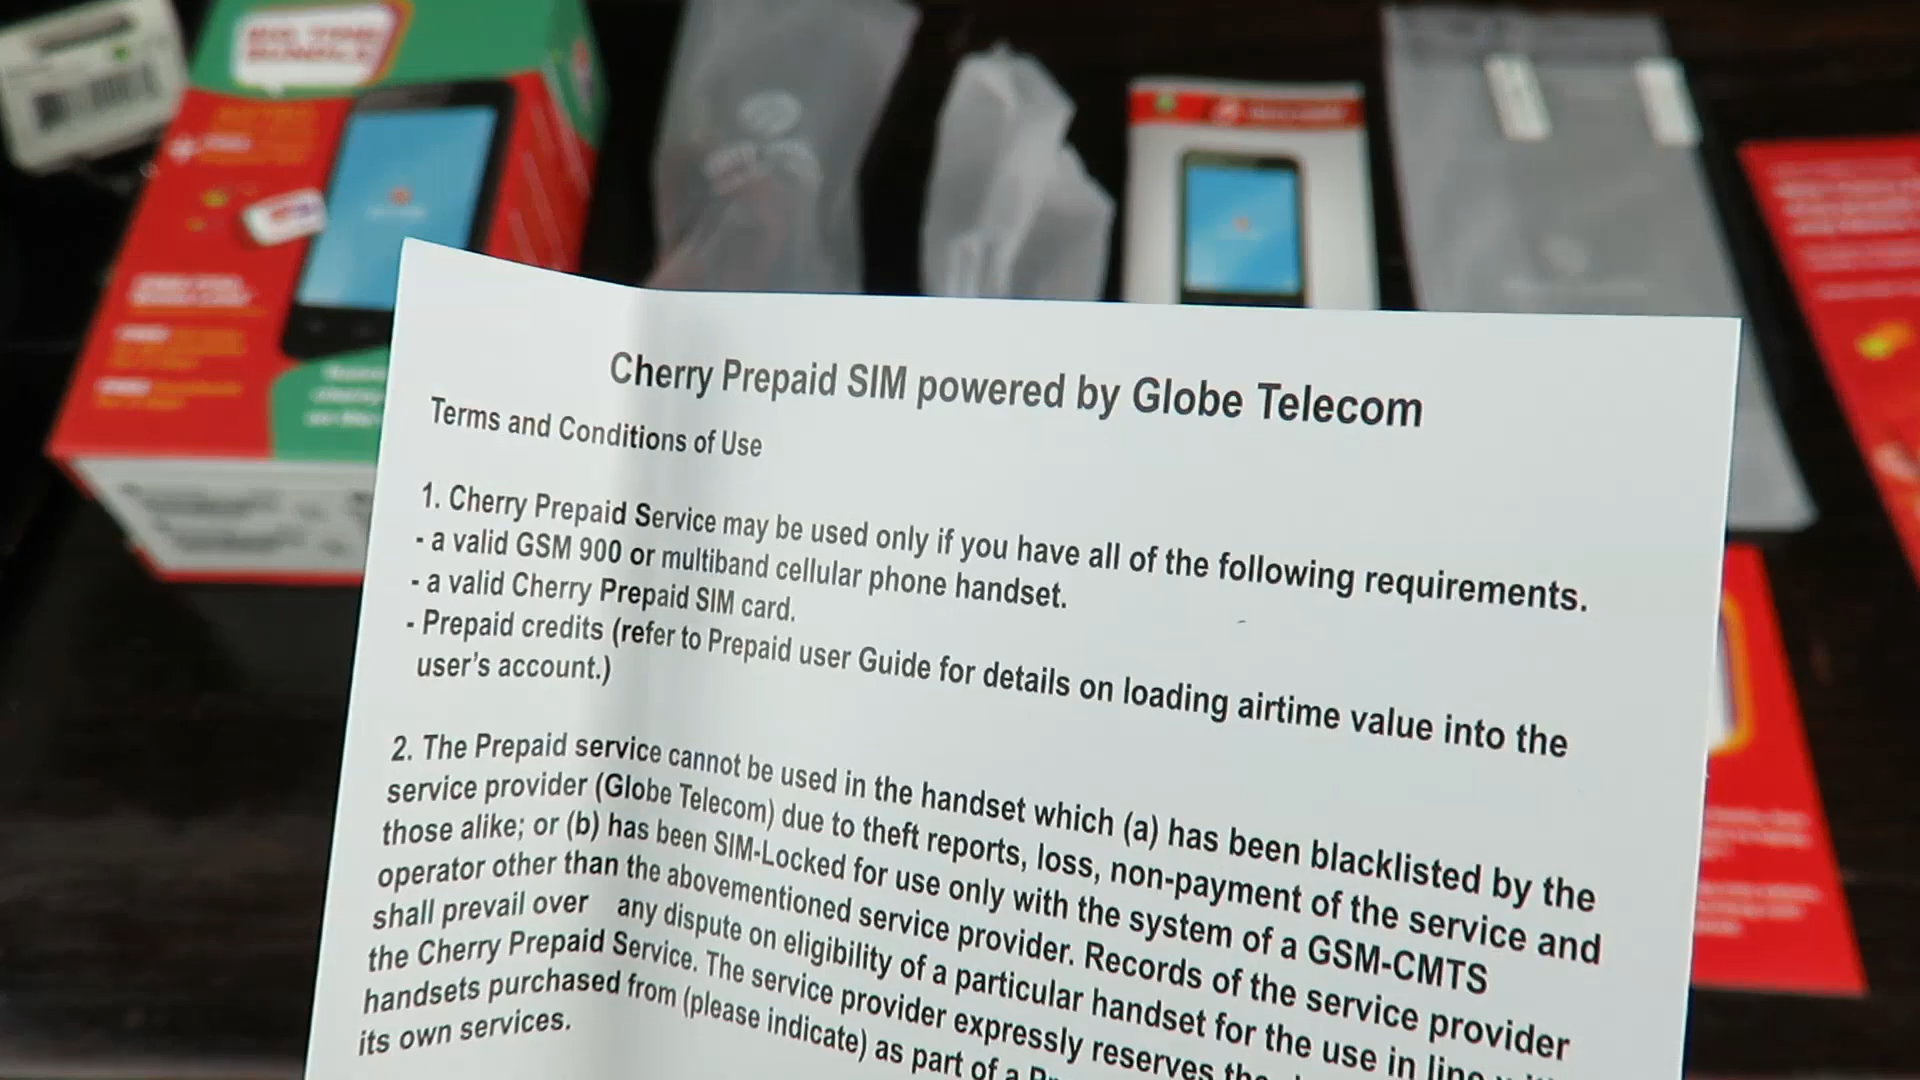 BIG TIME
BUNDLE
Cherry Prepaid SIM powered by Globe Telecom
Terms and Conditions of Use
1. Cherry Prepaid Service may be used only if you have all of the following requirements.
- a valid GSM 900 or multiband cellular phone handset.
- a valid Cherry Prepaid SIM card.
- Prepaid credits (refer to Prepaid user Guide for details on loading airtime value into the
user's account.)
2. The Prepaid service cannot be used in the handset which (a) has been blacklisted by the
service provider (Globe Telecom) due to theft reports, loss, non-payment of the service and
those alike; or (b) has been SIM-Locked for use only with the system of a GSM-CMTS
operator other than the abovementioned service provider. Records of the service provider
shall prevail over any dispute on eligibility of a particular handset for the use in line
the Cherry Prepaid Service. The service provider expressly reserves the
handsets purchased from (please indicate) as part of a
its own services.